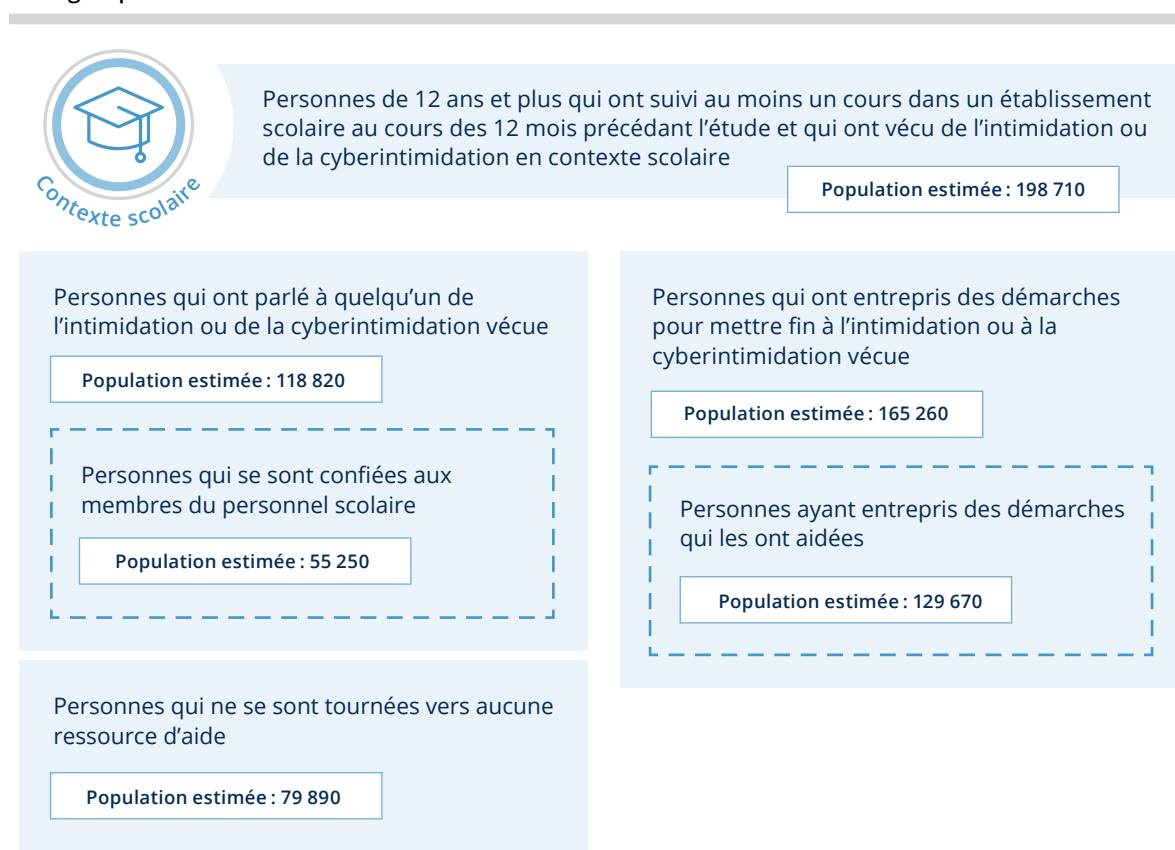 Contexte scolaire
Personnes de 12 ans et plus qui ont suivi au moins un cours dans un établissement
scolaire au cours des 12 mois précédant l’étude et qui ont vécu de l’intimidation ou
de la cyberintimidation en contexte scolaire
Population estimée : 198 710
Personnes qui ont parlé à quelqu’un de
l’intimidation ou de la cyberintimidation vécue
Population estimée : 118 820
Personnes qui se sont confiées aux
membres du personnel scolaire
Population estimée : 55 250
Personnes qui ne se sont tournées vers aucune
ressource d’aide
Population estimée : 79 890
Personnes qui ont entrepris des démarches
pour mettre fin à l’intimidation ou à la
cyberintimidation vécue
Population estimée : 165 260
Personnes ayant entrepris des démarches
qui les ont aidées
Population estimée : 129 670